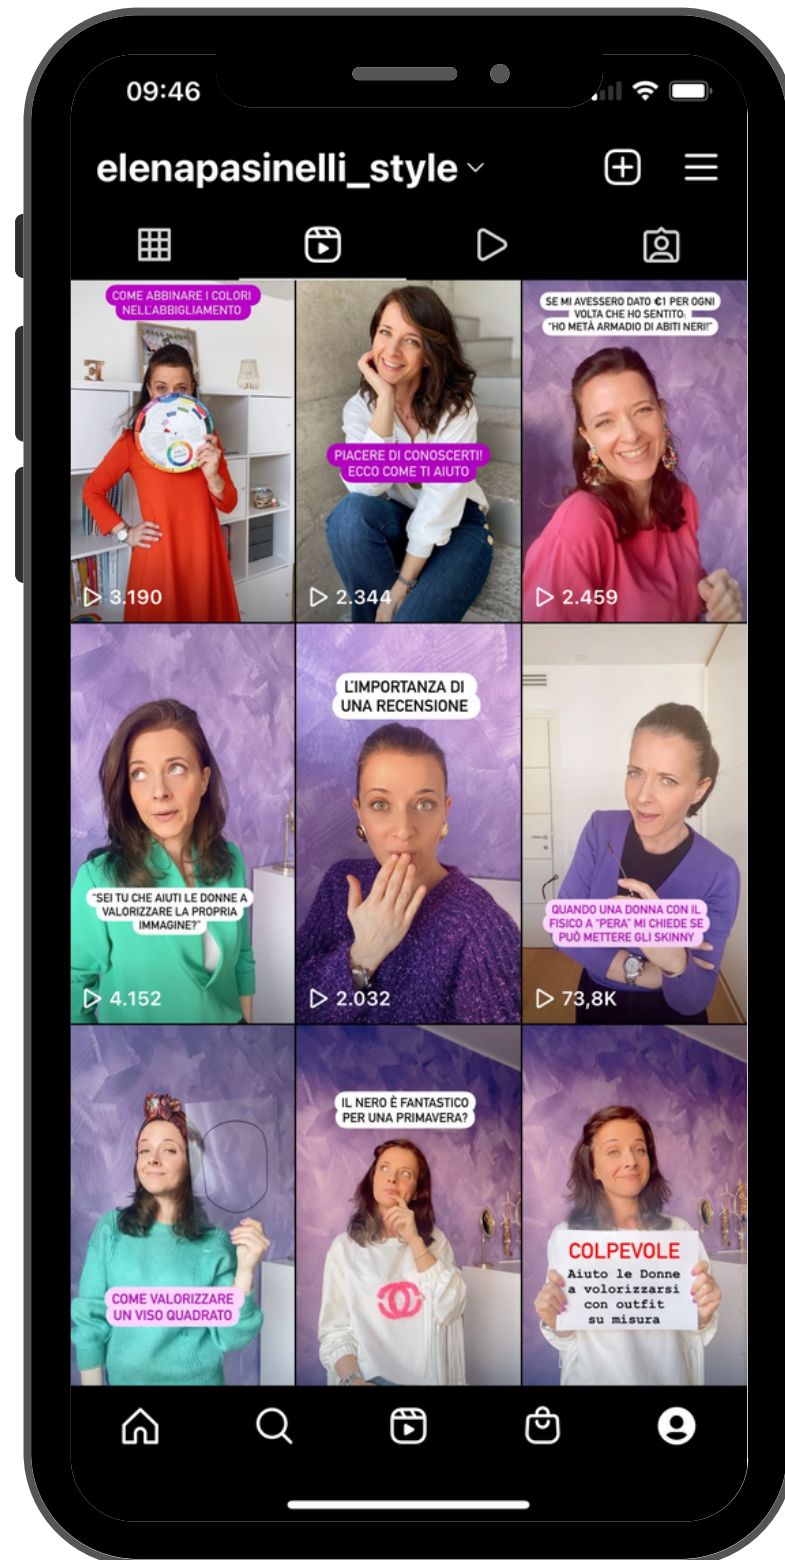 09:46
elenapasinelli_style
COME ABBINARE I COLORI
NELL'ABBIGLIAMENTO
3.190
PIACERE DI CONOSCERTI!
ECCO COME TI AIUTO
2.344
SE MI AVESSERO DATO €1 PER OGNI
VOLTA CHE HO SENTITO:
"HO METÀ ARMADIO DI ABITI NERI!"
2.459
"SEI TU CHE AIUTI LE DONNE A
VALORIZZARE LA PROPRIA
IMMAGINE?"
4.152
L'IMPORTANZA DI
UNA RECENSIONE
2.032
QUANDO UNA DONNA CON IL
FISICO A "PERA" MI CHIEDE SE
PUÒ METTERE GLI SKINNY
73,8K
COME VALORIZZARE
UN VISO QUADRATO
IL NERO È FANTASTICO
PER UNA PRIMAVERA?
COLPEVOLE
Aiuto le Donne
a volorizzarsi
con outfit
su misura